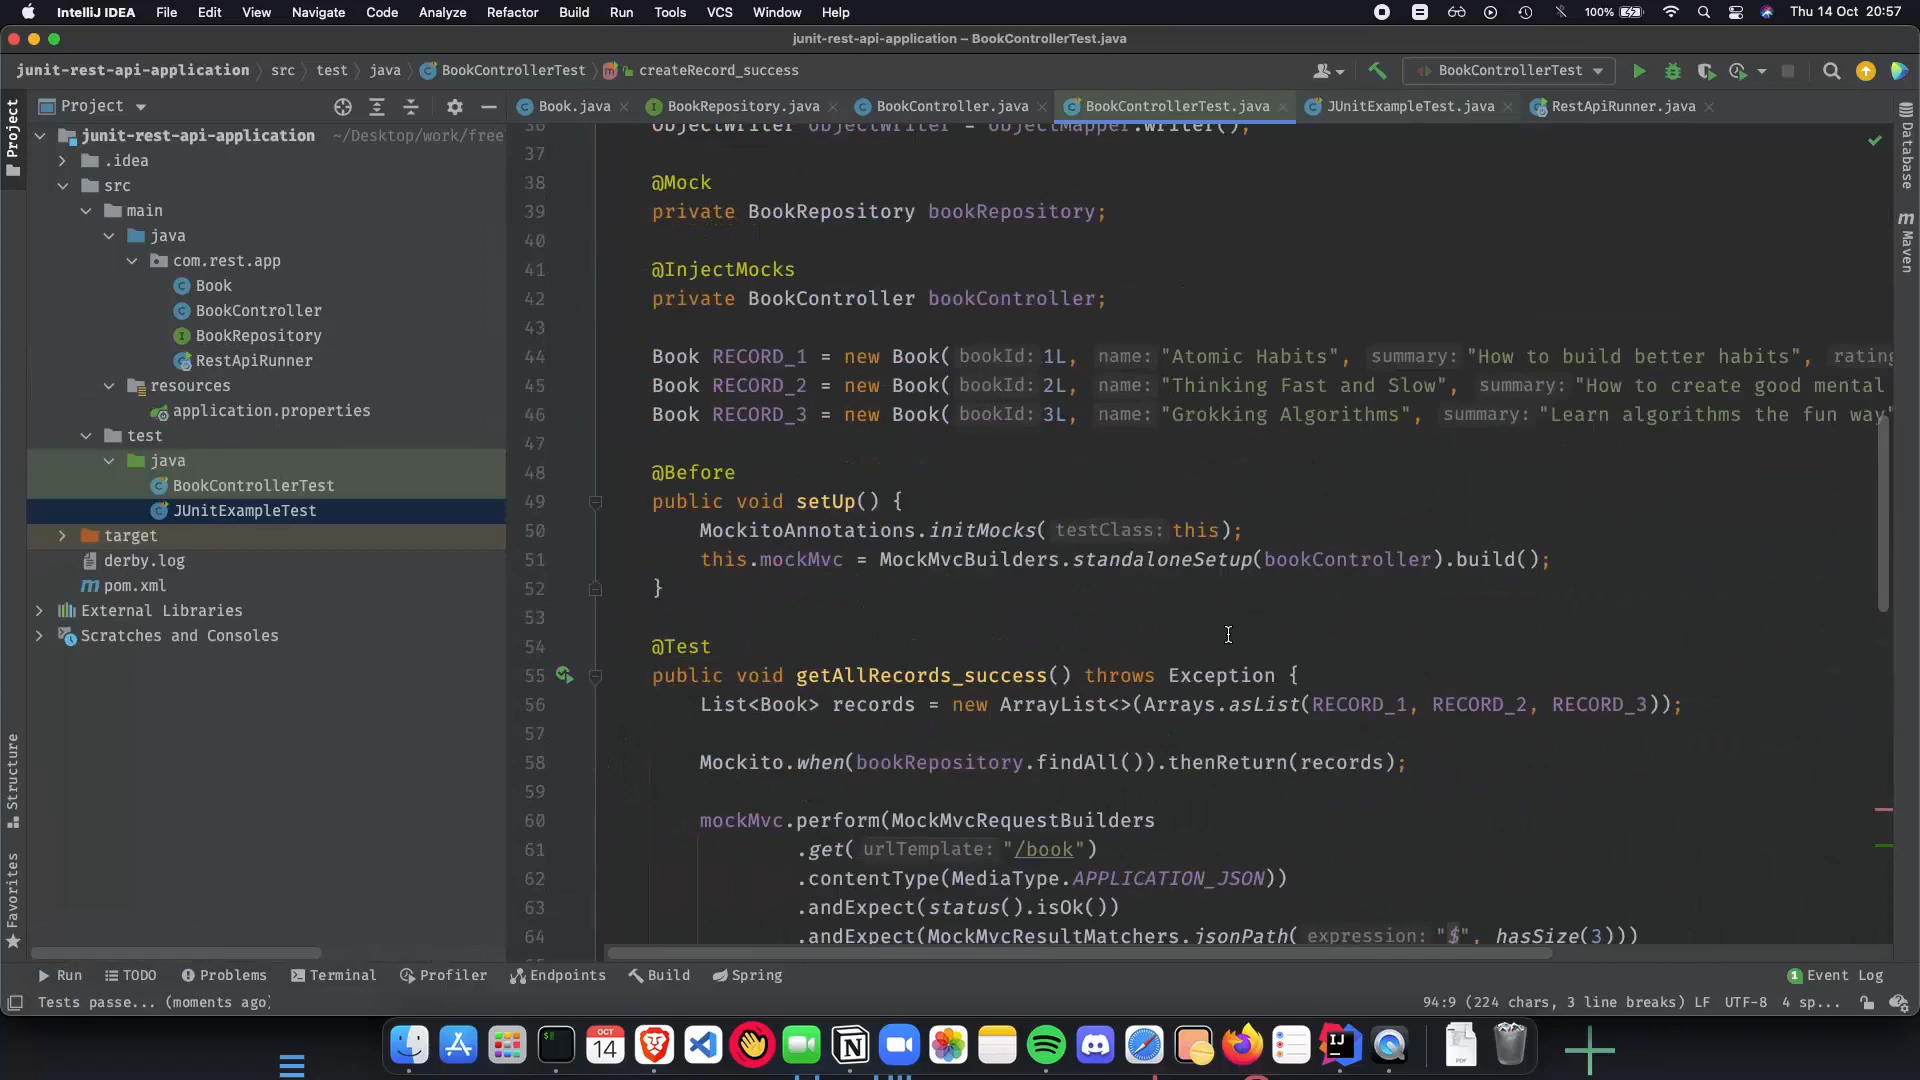 IntelliJ IDEA File Edit View Navigate Code Analyze Refactor Build Run Tools VCS Window Help 100% Thu 14 Oct 20:57
junit-rest-api-application – BookControllerTest.java
junit-rest-api-application src test java BookControllerTest createRecord_success BookControllerTest
Project Book.java BookRepository.java BookController.java BookControllerTest.java JUnitExampleTest.java RestApiRunner.java
Project
Structure
Favorites
junit-rest-api-application ~/Desktop/work/free
.idea
src
main
java
com.rest.app
Book
BookController
BookRepository
RestApiRunner
resources
application.properties
test
java
BookControllerTest
JUnitExampleTest
target
derby.log
pom.xml
External Libraries
Scratches and Consoles
36 ObjectWriter objectWriter = objectMapper.writer();
37
38 @Mock
39 private BookRepository bookRepository;
40
41 @InjectMocks
42 private BookController bookController;
43
44 Book RECORD_1 = new Book( bookId: 1L, name: "Atomic Habits", summary: "How to build better habits", rating
45 Book RECORD_2 = new Book( bookId: 2L, name: "Thinking Fast and Slow", summary: "How to create good mental
46 Book RECORD_3 = new Book( bookId: 3L, name: "Grokking Algorithms", summary: "Learn algorithms the fun way"
47
48 @Before
49 public void setUp() {
50 MockitoAnnotations.initMocks( testClass: this);
51 this.mockMvc = MockMvcBuilders.standaloneSetup(bookController).build();
52 }
53
54 @Test
55 public void getAllRecords_success() throws Exception {
56 List<Book> records = new ArrayList<>(Arrays.asList(RECORD_1, RECORD_2, RECORD_3));
57
58 Mockito.when(bookRepository.findAll()).thenReturn(records);
59
60 mockMvc.perform(MockMvcRequestBuilders
61 .get( urlTemplate: "/book")
62 .contentType(MediaType.APPLICATION_JSON))
63 .andExpect(status().isOk())
64 .andExpect(MockMvcResultMatchers.jsonPath( expression: "$", hasSize(3)))
Database
Maven
Run TODO Problems Terminal Profiler Endpoints Build Spring 1 Event Log
Tests passe... (moments ago) 94:9 (224 chars, 3 line breaks) LF UTF-8 4 sp...
OCT
14
IJ
PDF